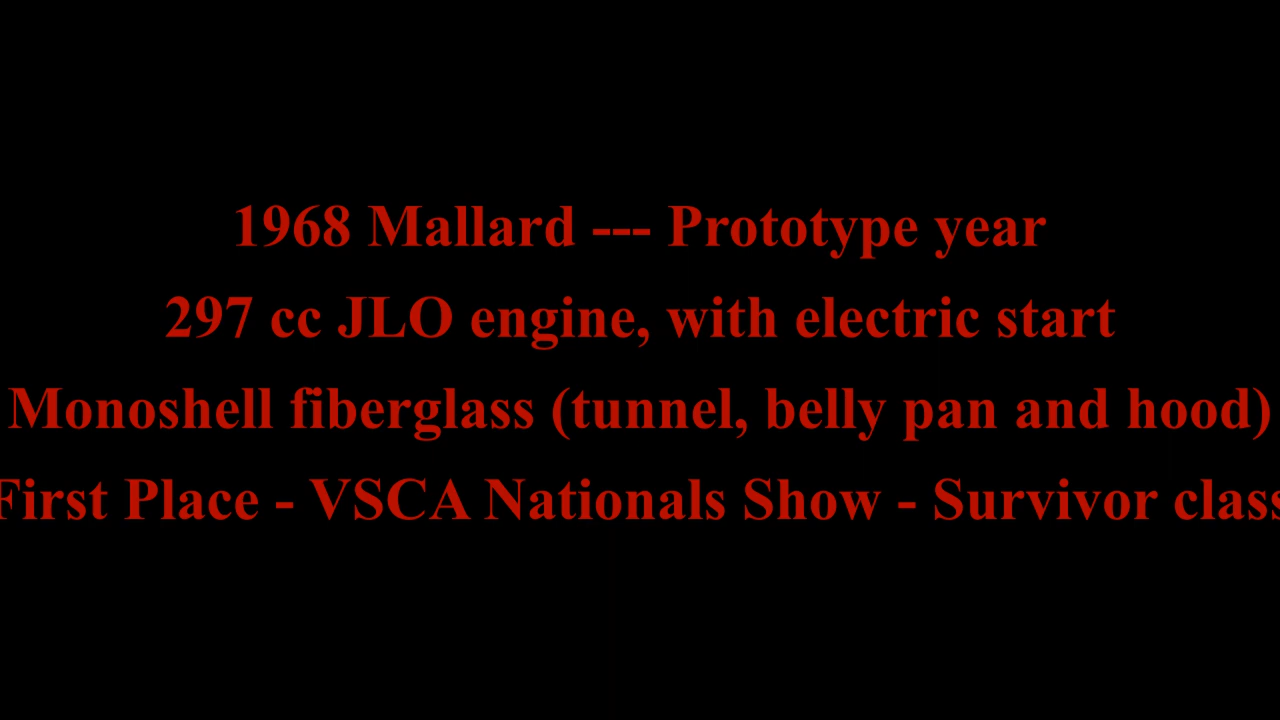 1968 Mallard --- Prototype year
297 cc JLO engine, with electric start
Monoshell fiberglass (tunnel, belly pan and hood)
First Place - VSCA Nationals Show - Survivor class